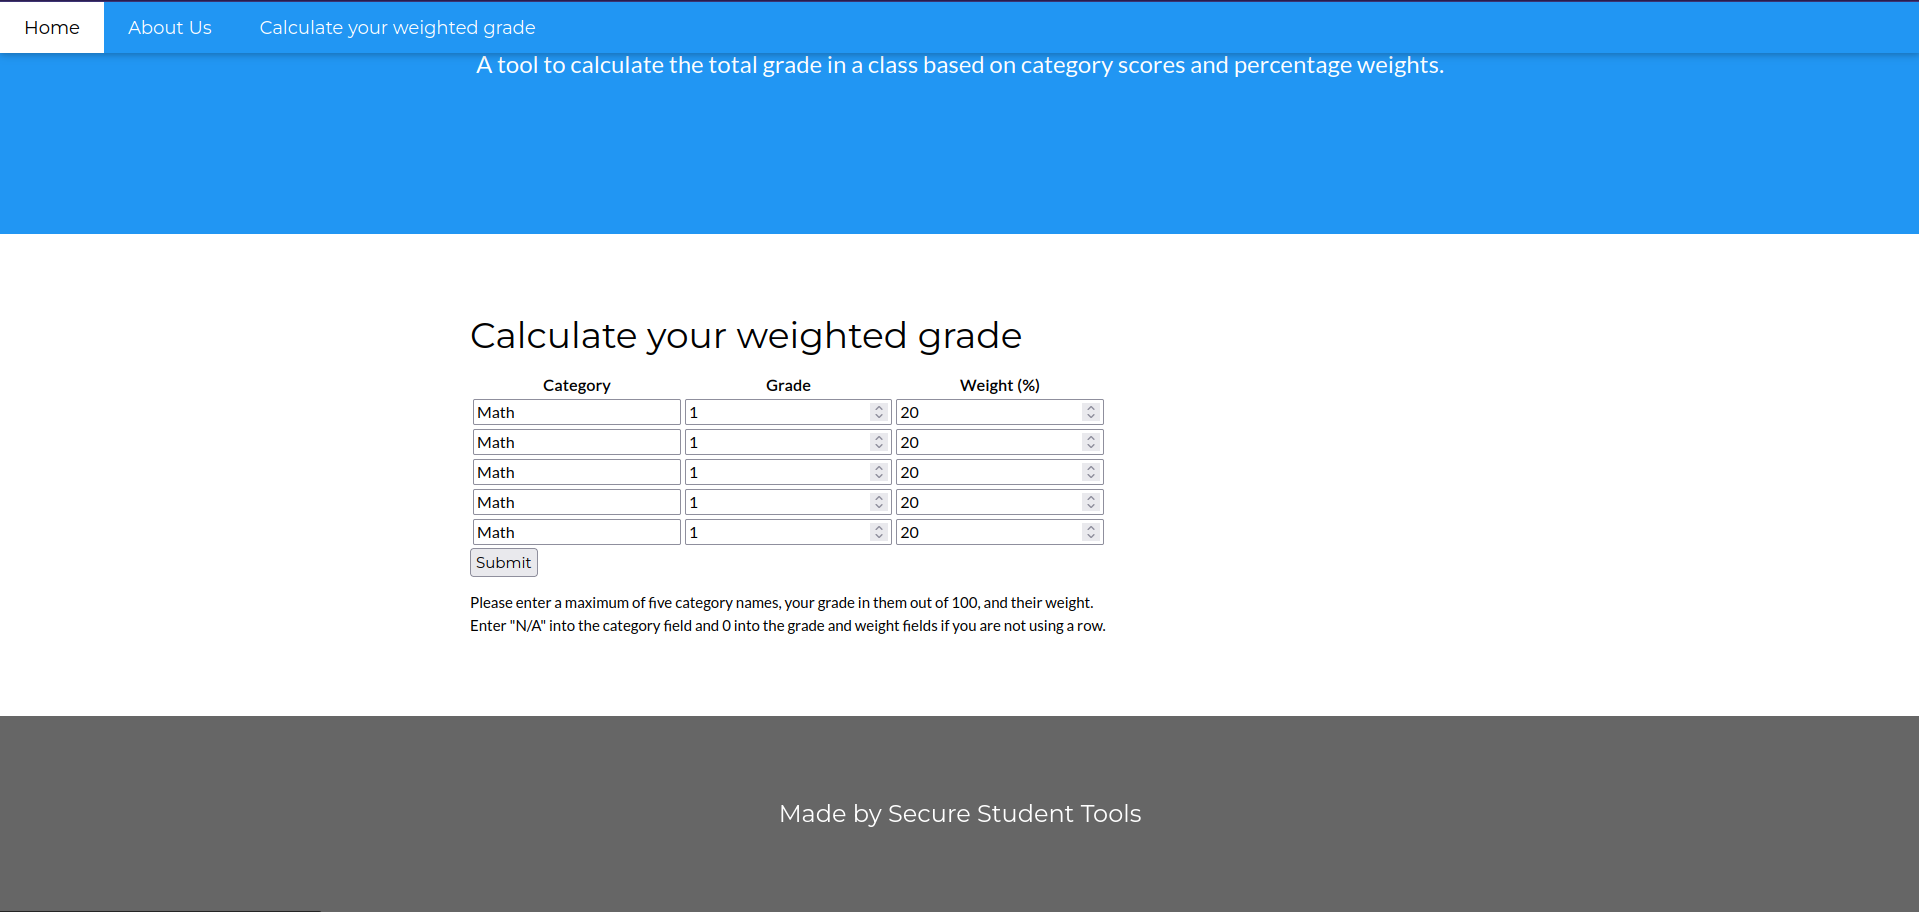 Home About Us Calculate your weighted grade
A tool to calculate the total grade in a class based on category scores and percentage weights.
Calculate your weighted grade
Category Grade Weight (%)
Math 1 20
Math 1 20
Math 1 20
Math 1 20
Math 1 20
Submit
Please enter a maximum of five category names, your grade in them out of 100, and their weight.
Enter "N/A" into the category field and 0 into the grade and weight fields if you are not using a row.
Made by Secure Student Tools